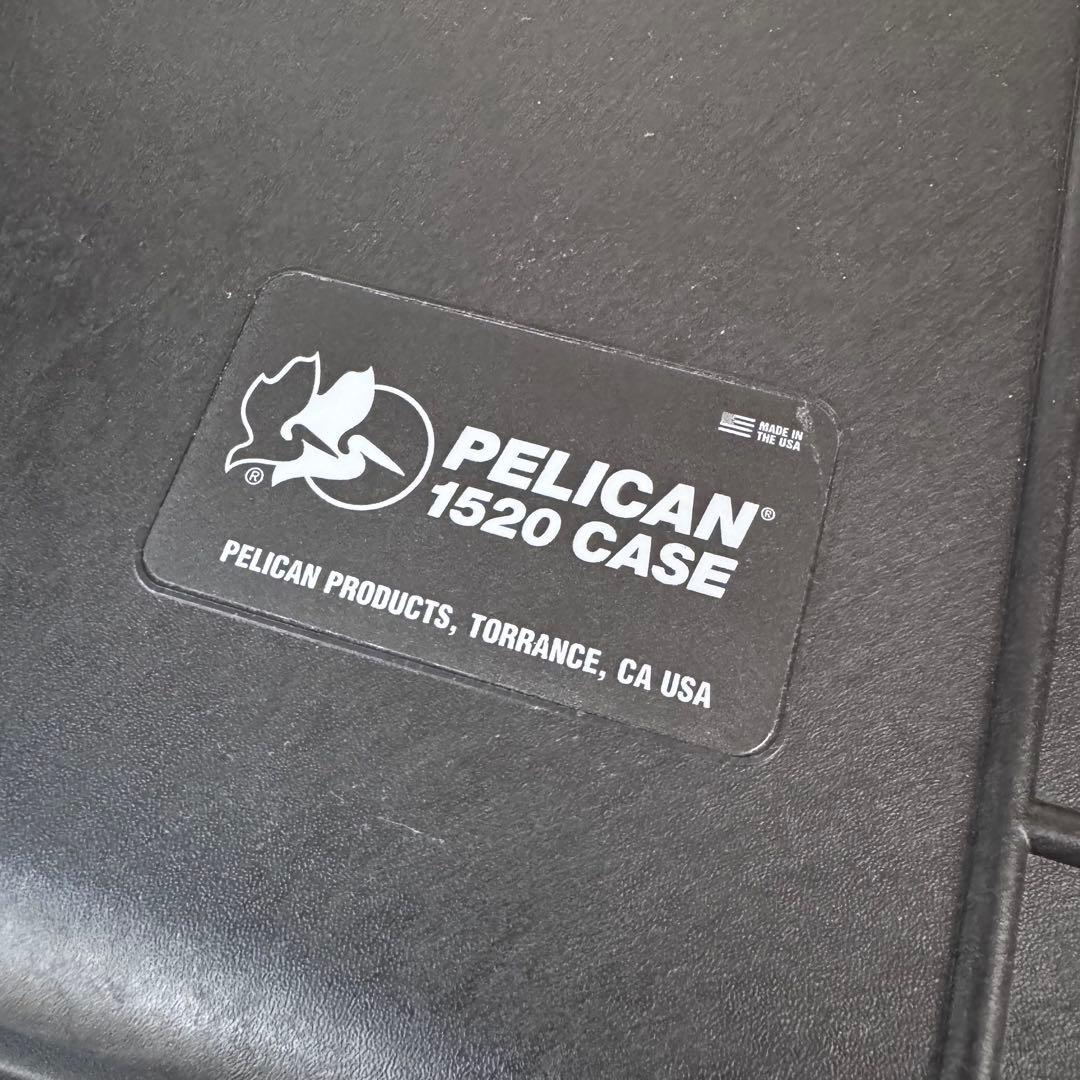 MADE IN
THE USA
PELICAN®
1520 CASE
®
PELICAN PRODUCTS, TORRANCE, CA USA